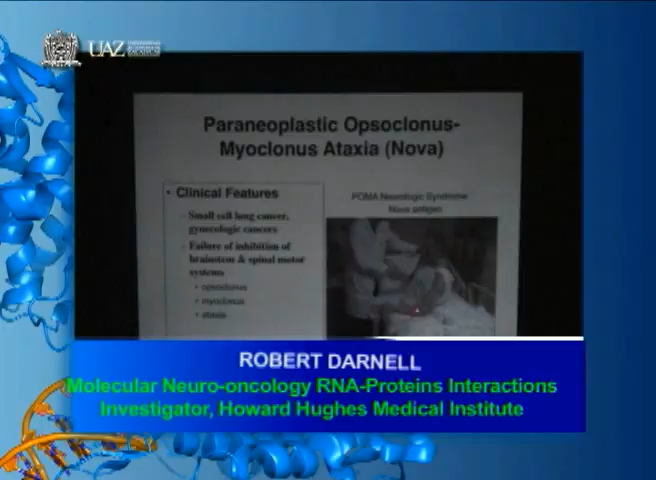 UAZ
Paraneoplastic Opsoclonus-
Myoclonus Ataxia (Nova)
• Clinical Features
– Small cell lung cancer,
gynecologic cancers
– Failure of inhibition of
brainstem & spinal motor
systems
• opsoclonus
• myoclonus
• ataxia
POMA Neurologic Syndrome
Nova antigen
ROBERT DARNELL
Molecular Neuro-oncology RNA-Proteins Interactions
Investigator, Howard Hughes Medical Institute